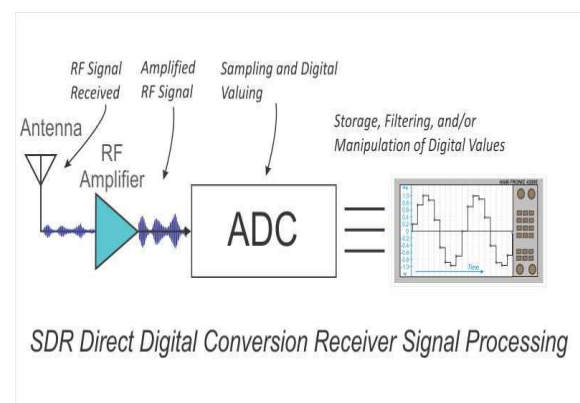 RF Signal
Received
Amplified
RF Signal
Sampling and Digital
Valuing
Storage, Filtering, and/or
Manipulation of Digital Values
Antenna
RF
Amplifier
ADC
Time
SDR Direct Digital Conversion Receiver Signal Processing